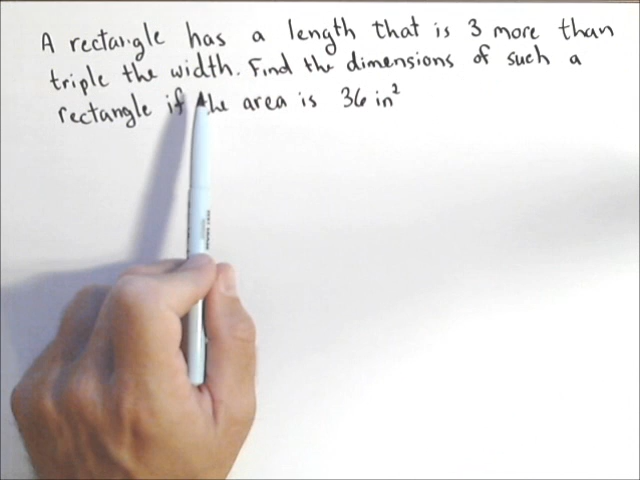 A rectangle has a length that is 3 more than
triple the width. Find the dimensions of such a
rectangle if the area is 36 in²